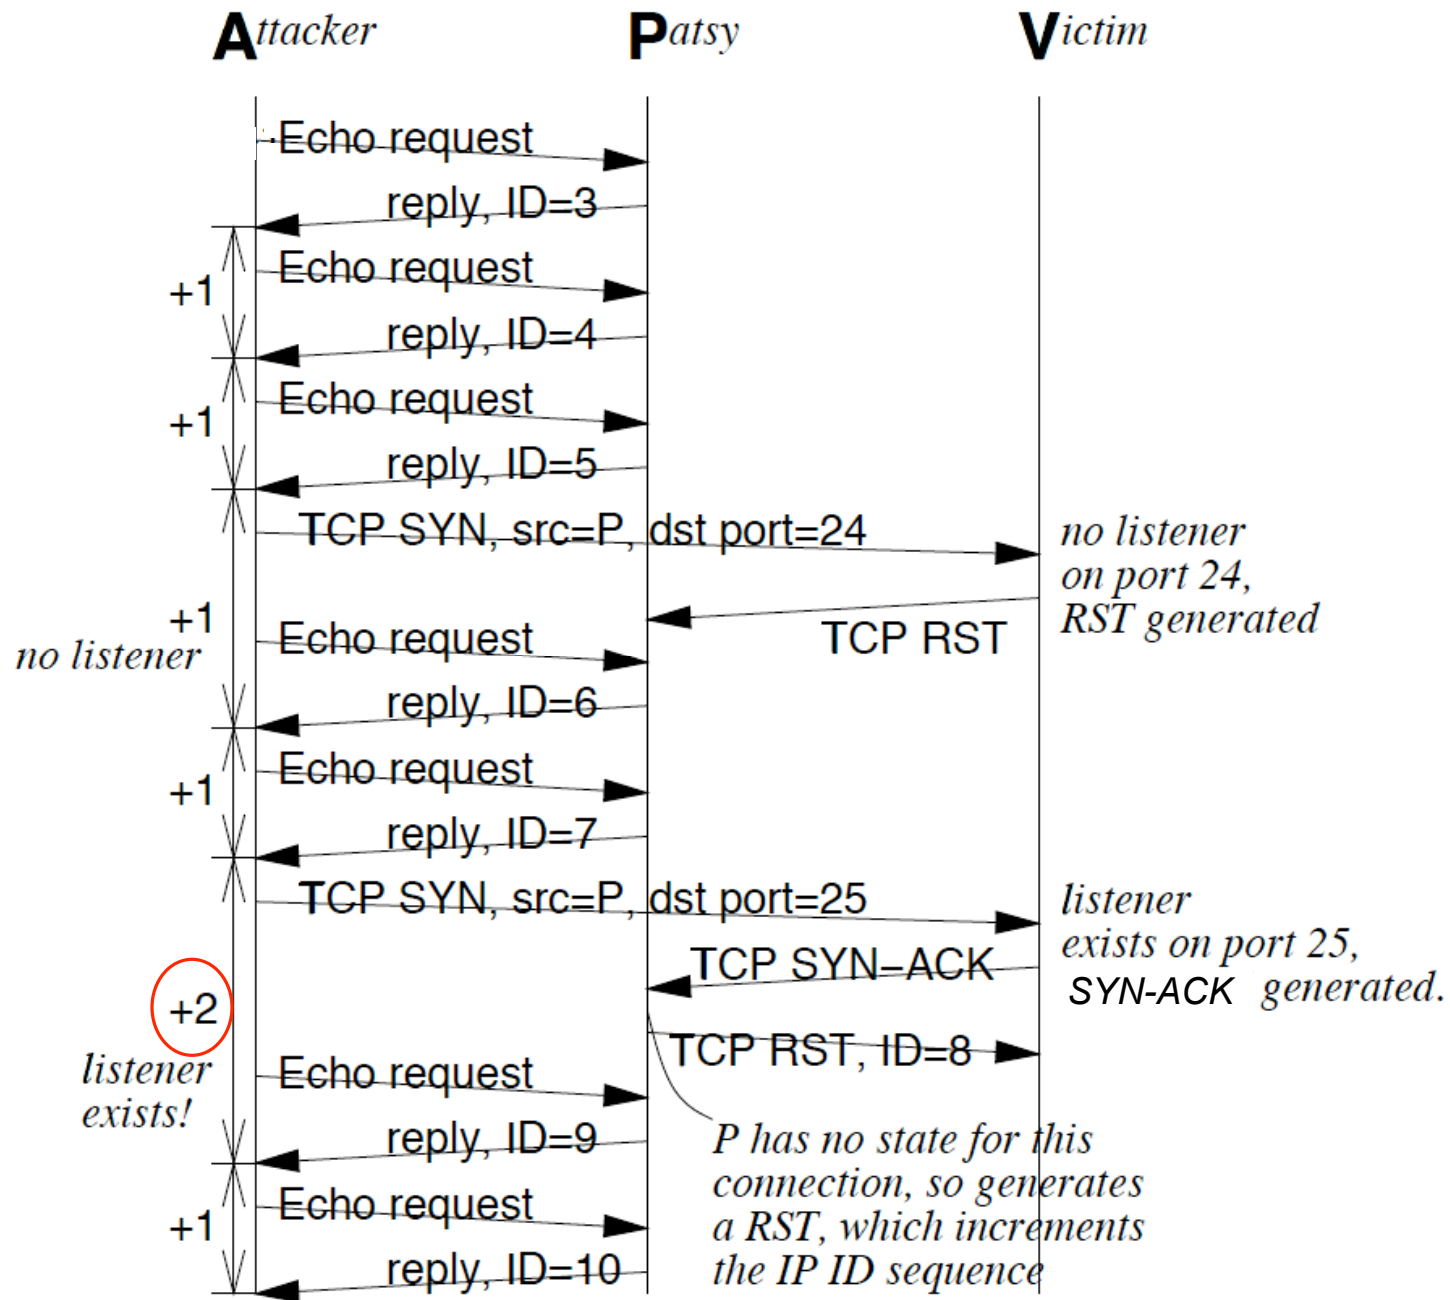 Attacker Patsy Victim
Echo request
reply, ID=3
+1
Echo request
reply, ID=4
+1
Echo request
reply, ID=5
TCP SYN, src=P, dst port=24
no listener
on port 24,
RST generated
TCP RST
+1
no listener
Echo request
reply, ID=6
+1
Echo request
reply, ID=7
TCP SYN, src=P, dst port=25
listener
exists on port 25,
SYN-ACK generated.
TCP SYN–ACK
+2
listener
exists!
TCP RST, ID=8
Echo request
reply, ID=9
P has no state for this
connection, so generates
a RST, which increments
the IP ID sequence
+1
Echo request
reply, ID=10